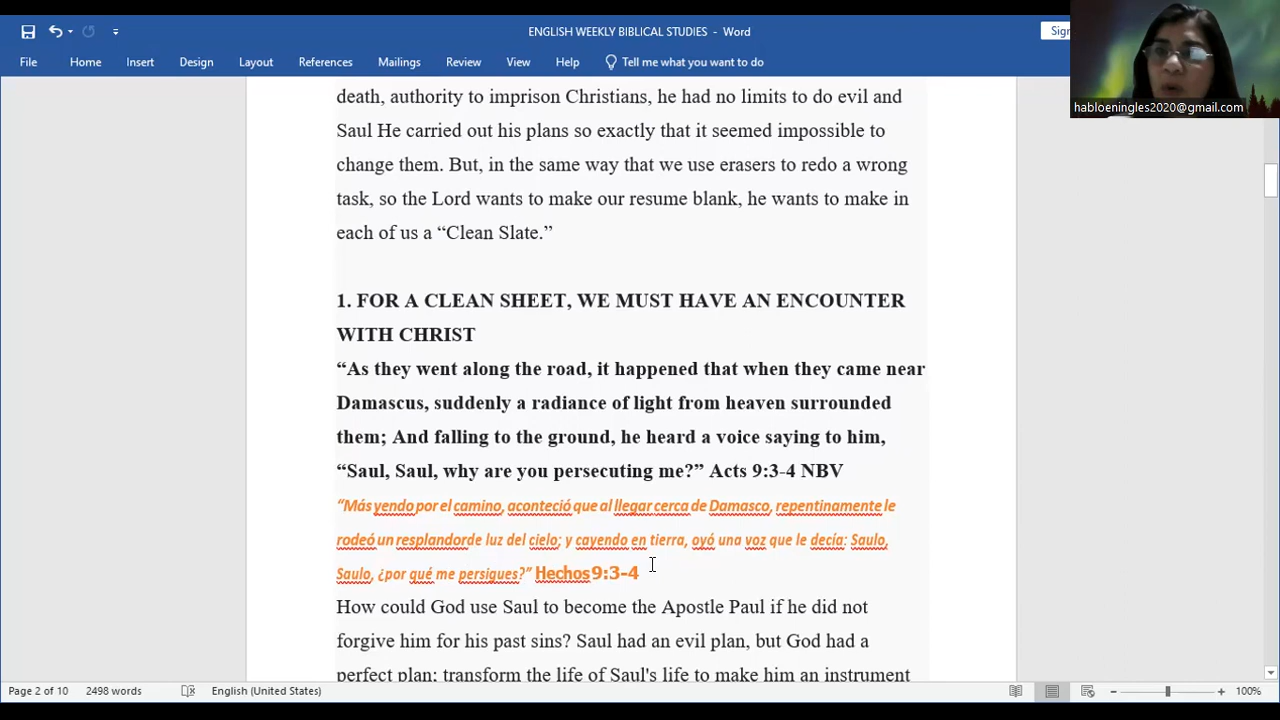 ENGLISH WEEKLY BIBLICAL STUDIES - Word
Sign
habloeningles2020@gmail.com
File Home Insert Design Layout References Mailings Review View Help Tell me what you want to do
death, authority to imprison Christians, he had no limits to do evil and
Saul He carried out his plans so exactly that it seemed impossible to
change them. But, in the same way that we use erasers to redo a wrong
task, so the Lord wants to make our resume blank, he wants to make in
each of us a “Clean Slate.”
1. FOR A CLEAN SHEET, WE MUST HAVE AN ENCOUNTER
WITH CHRIST
“As they went along the road, it happened that when they came near
Damascus, suddenly a radiance of light from heaven surrounded
them; And falling to the ground, he heard a voice saying to him,
“Saul, Saul, why are you persecuting me?” Acts 9:3-4 NBV
“Más yendo por el camino, aconteció que al llegar cerca de Damasco, repentinamente le
rodeó un resplandorde luz del cielo; y cayendo en tierra, oyó una voz que le decía: Saulo,
Saulo, ¿por qué me persigues?” Hechos 9:3-4
How could God use Saul to become the Apostle Paul if he did not
forgive him for his past sins? Saul had an evil plan, but God had a
perfect plan; transform the life of Saul's life to make him an instrument
Page 2 of 10 2498 words English (United States) 100%